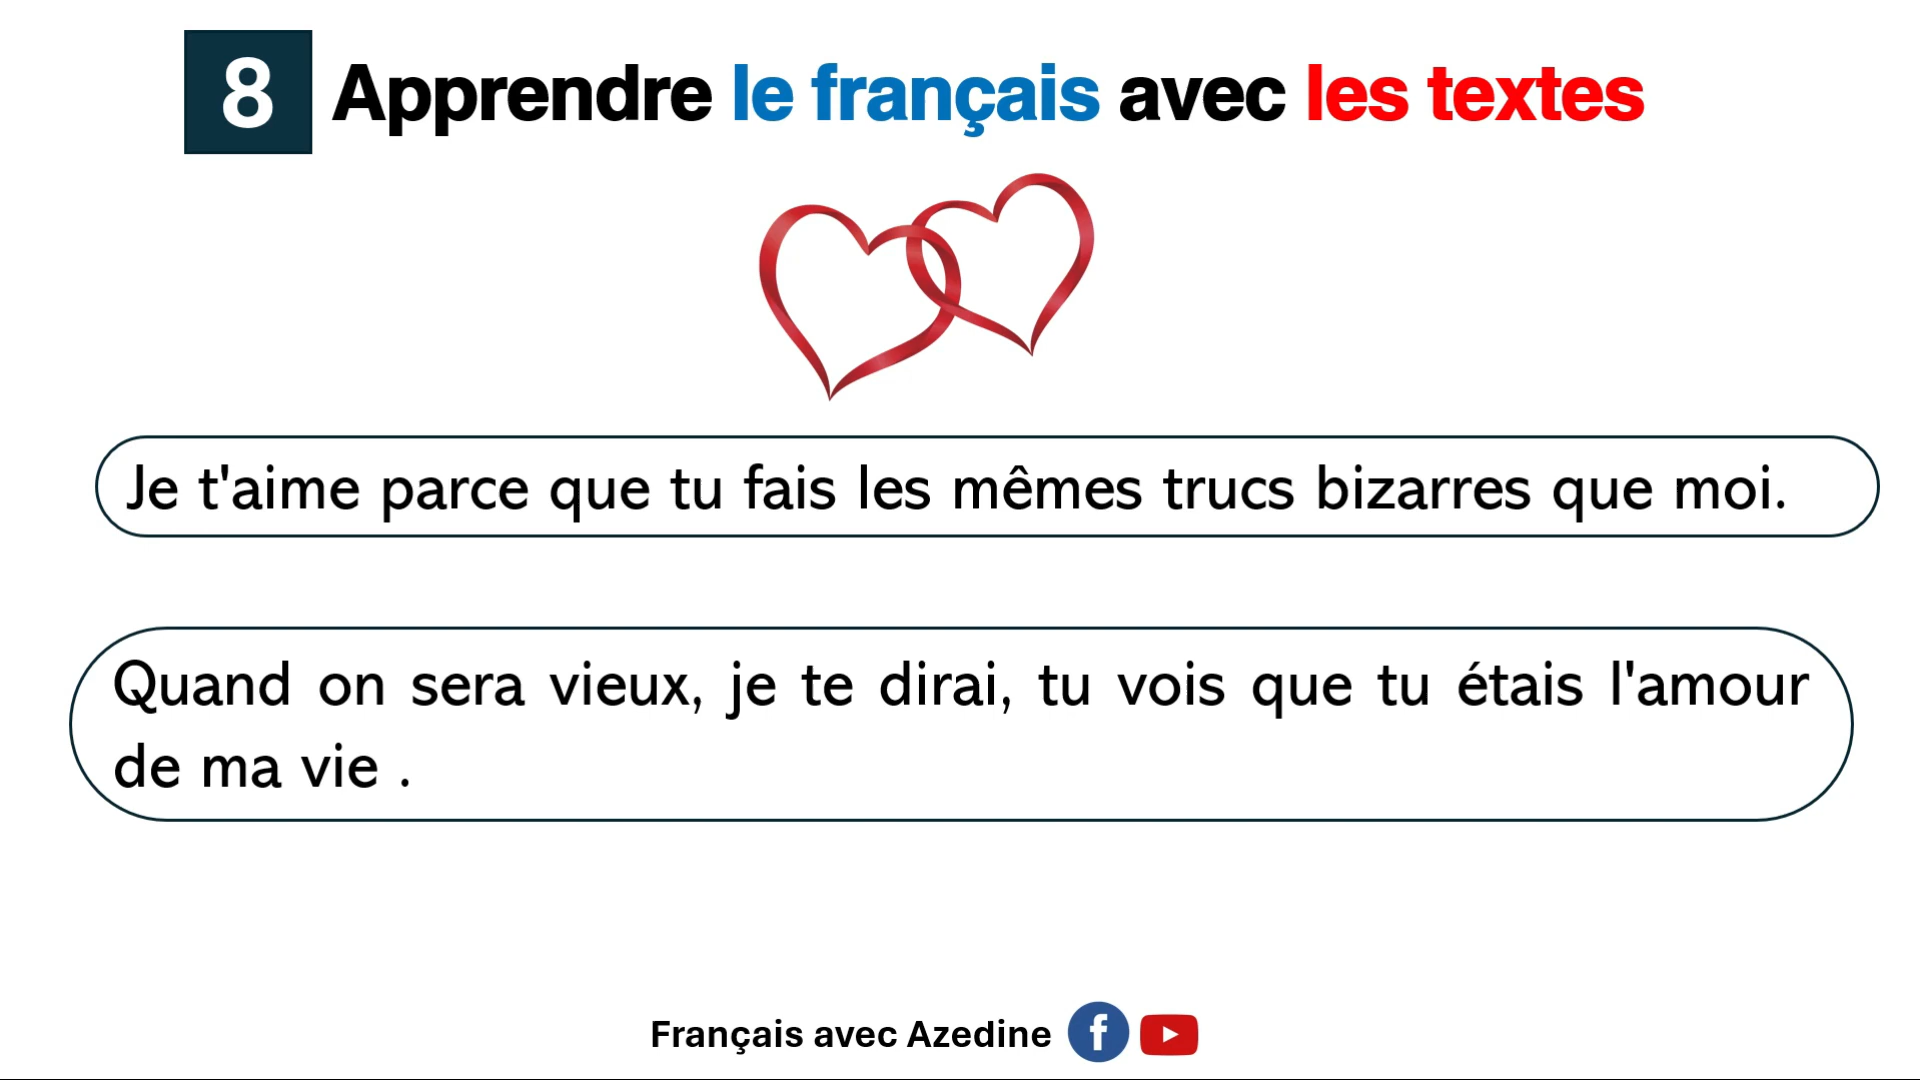 8 Apprendre le français avec les textes
Je t'aime parce que tu fais les mêmes trucs bizarres que moi.
Quand on sera vieux, je te dirai, tu vois que tu étais l'amour
de ma vie .
Français avec Azedine